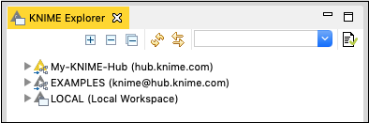 KNIME Explorer
My-KNIME-Hub (hub.knime.com)
EXAMPLES (knime@hub.knime.com)
LOCAL (Local Workspace)